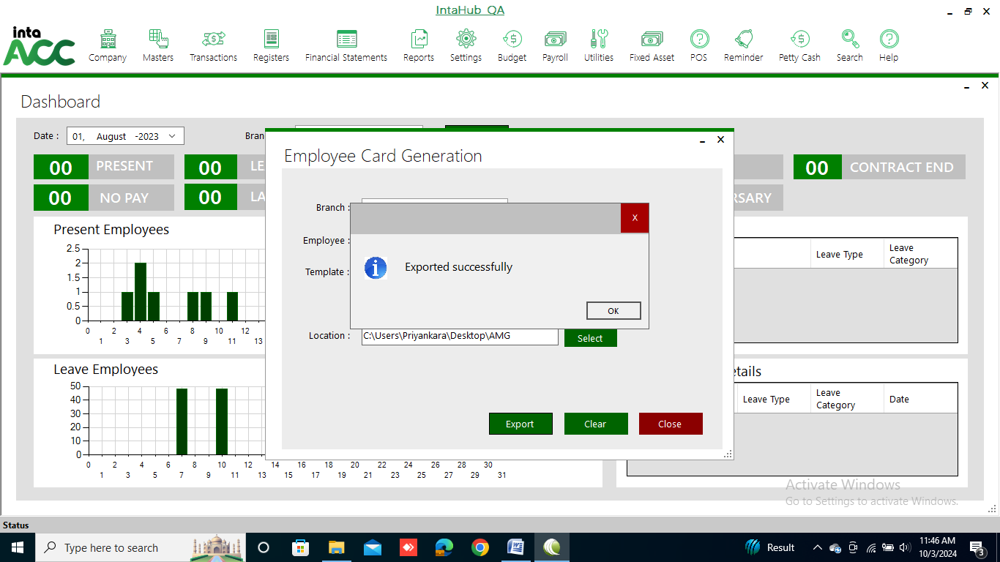 IntaHub_QA
inta
ACC
Company
Masters
Transactions
Registers
Financial Statements
Reports
Settings
Budget
Payroll
Utilities
Fixed Asset
POS
Reminder
Petty Cash
Search
Help
Dashboard
Date :
01, August -2023
Bran
00 PRESENT
00 LE
00 CONTRACT END
00 NO PAY
00 LA
RSARY
Employee Card Generation
Branch :
Employee :
Template :
X
i
Exported successfully
OK
Location :
C:\Users\Priyankara\Desktop\AMG
Select
Export
Clear
Close
Present Employees
2.5
2
1.5
1
0.5
0
0 2 4 6 8 10 12
1 3 5 7 9 11 13
Leave Type
Leave
Category
Leave Employees
50
40
30
20
10
0
0 2 4 6 8 10 12 14 16 18 20 22 24 26 28 30
1 3 5 7 9 11 13 15 17 19 21 23 25 27 29 31
etails
Leave Type
Leave
Category
Date
Activate Windows
Go to Settings to activate Windows.
Status
Type here to search
Result
11:46 AM
10/3/2024
3